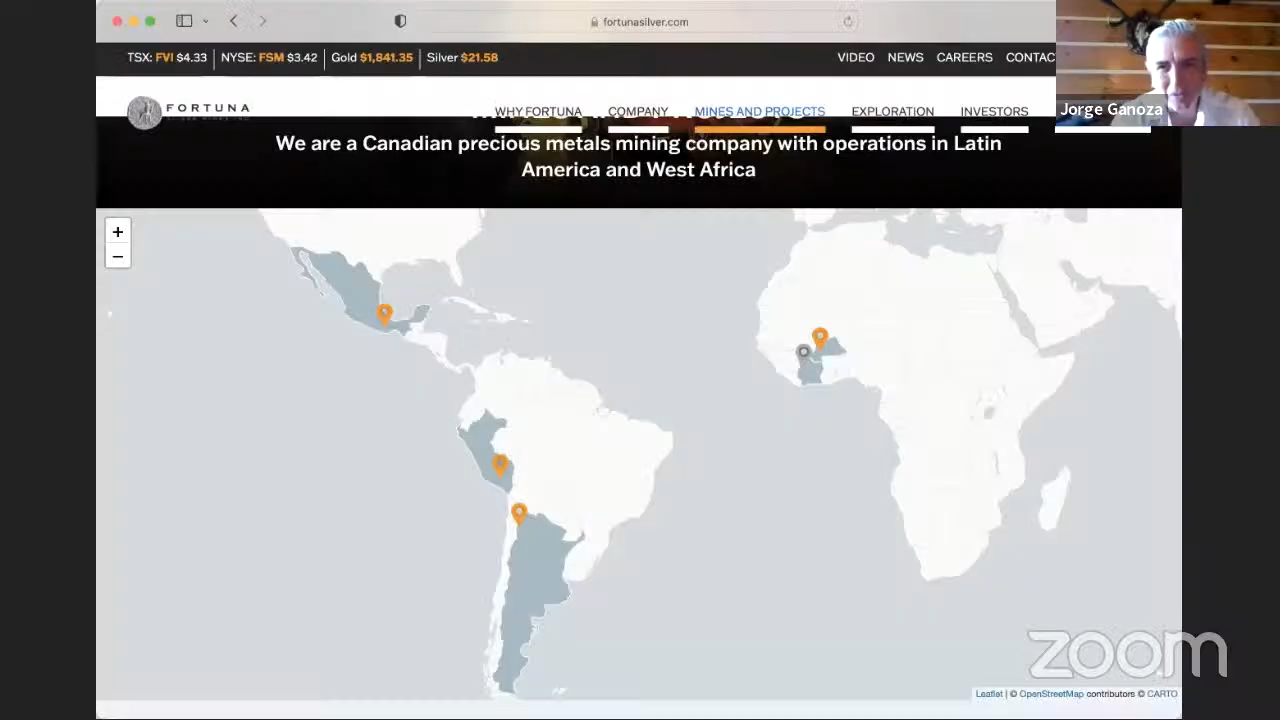 fortunasilver.com
TSX: FVI $4.33 NYSE: FSM $3.42 Gold $1,841.35 Silver $21.58
VIDEO NEWS CAREERS CONTAC
Jorge Ganoza
FORTUNA
WHY FORTUNA COMPANY MINES AND PROJECTS EXPLORATION INVESTORS
We are a Canadian precious metals mining company with operations in Latin
America and West Africa
+
−
zoom
Leaflet | © OpenStreetMap contributors © CARTO